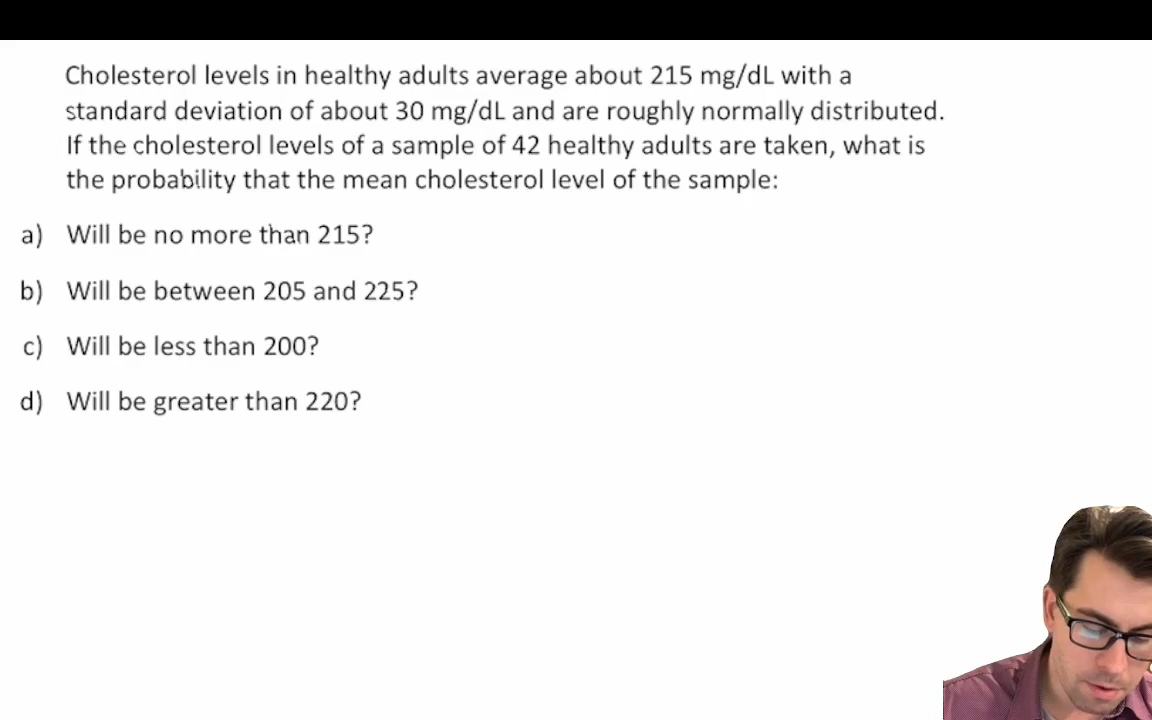 Cholesterol levels in healthy adults average about 215 mg/dL with a
standard deviation of about 30 mg/dL and are roughly normally distributed.
If the cholesterol levels of a sample of 42 healthy adults are taken, what is
the probability that the mean cholesterol level of the sample:
a) Will be no more than 215?
b) Will be between 205 and 225?
c) Will be less than 200?
d) Will be greater than 220?